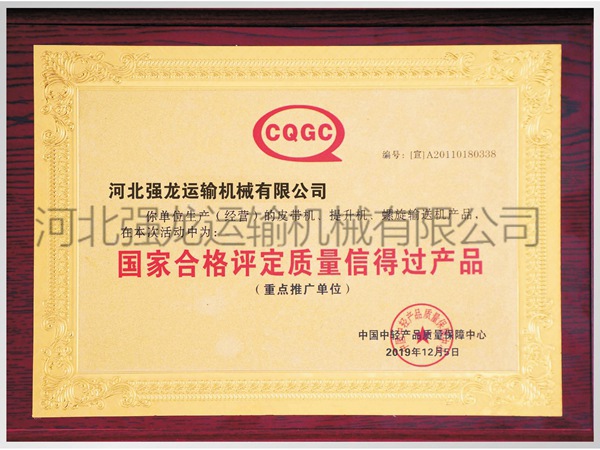 CQGC
编号：[宣]A20110180338
河北强龙运输机械有限公司
你单位生产（经营）的皮带机、提升机、螺旋输送机产品，
在本次活动中为：
河北强龙运输机械有限公司
国家合格评定质量信得过产品
（重点推广单位）
中国中轻产品质量保障中心
2019年12月5日